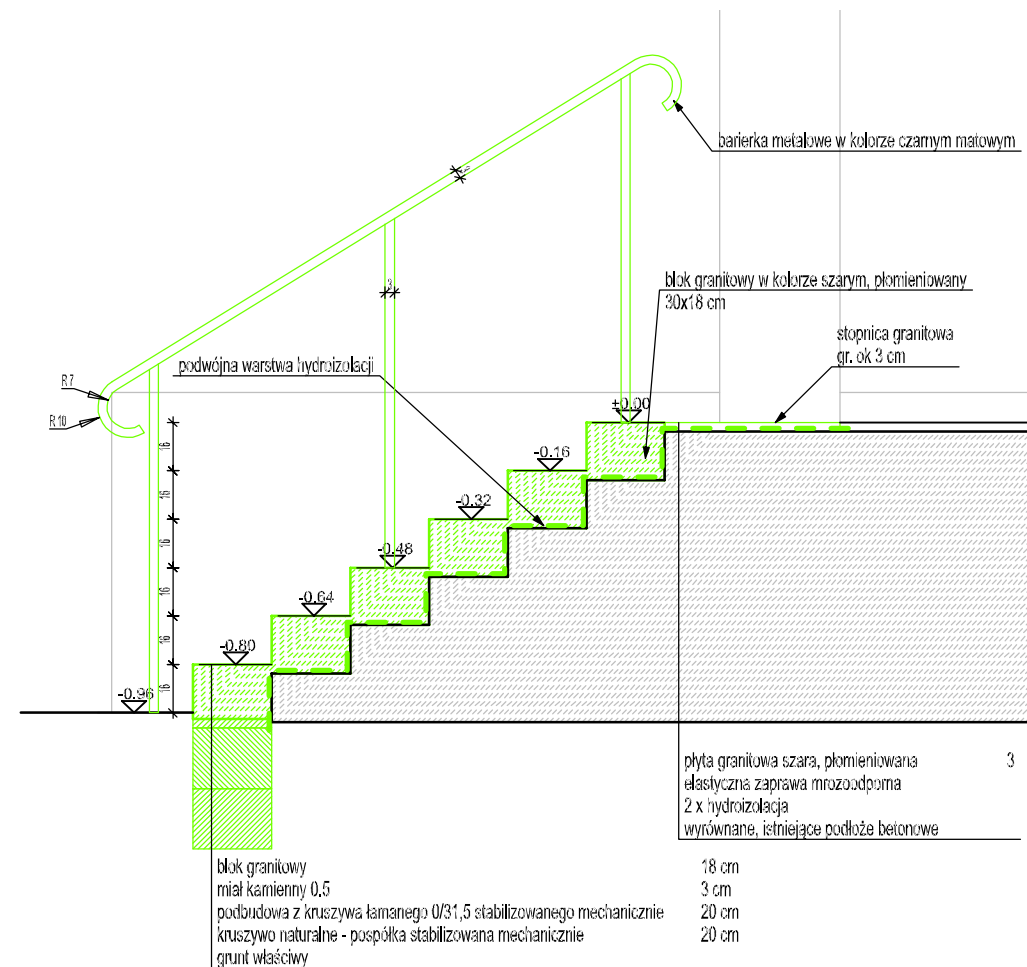 barierka metalowe w kolorze czarnym matowym
blok granitowy w kolorze szarym, płomieniowany
30x18 cm
stopnica granitowa
gr. ok 3 cm
podwójna warstwa hydroizolacji
R7
R10
3
±0.00
-0.16
-0.32
-0.48
-0.64
-0.80
-0.96
16
16
16
16
16
16
płyta granitowa szara, płomieniowana 3
elastyczna zaprawa mrozoodporna
2 x hydroizolacja
wyrównane, istniejące podłoże betonowe
blok granitowy 18 cm
miał kamienny 0.5 3 cm
podbudowa z kruszywa łamanego 0/31,5 stabilizowanego mechanicznie 20 cm
kruszywo naturalne - pospółka stabilizowana mechanicznie 20 cm
grunt właściwy